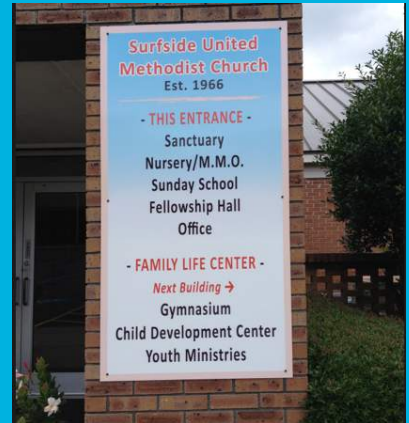 Surfside United
Methodist Church
Est. 1966
- THIS ENTRANCE -
Sanctuary
Nursery/M.M.O.
Sunday School
Fellowship Hall
Office
- FAMILY LIFE CENTER -
Next Building →
Gymnasium
Child Development Center
Youth Ministries